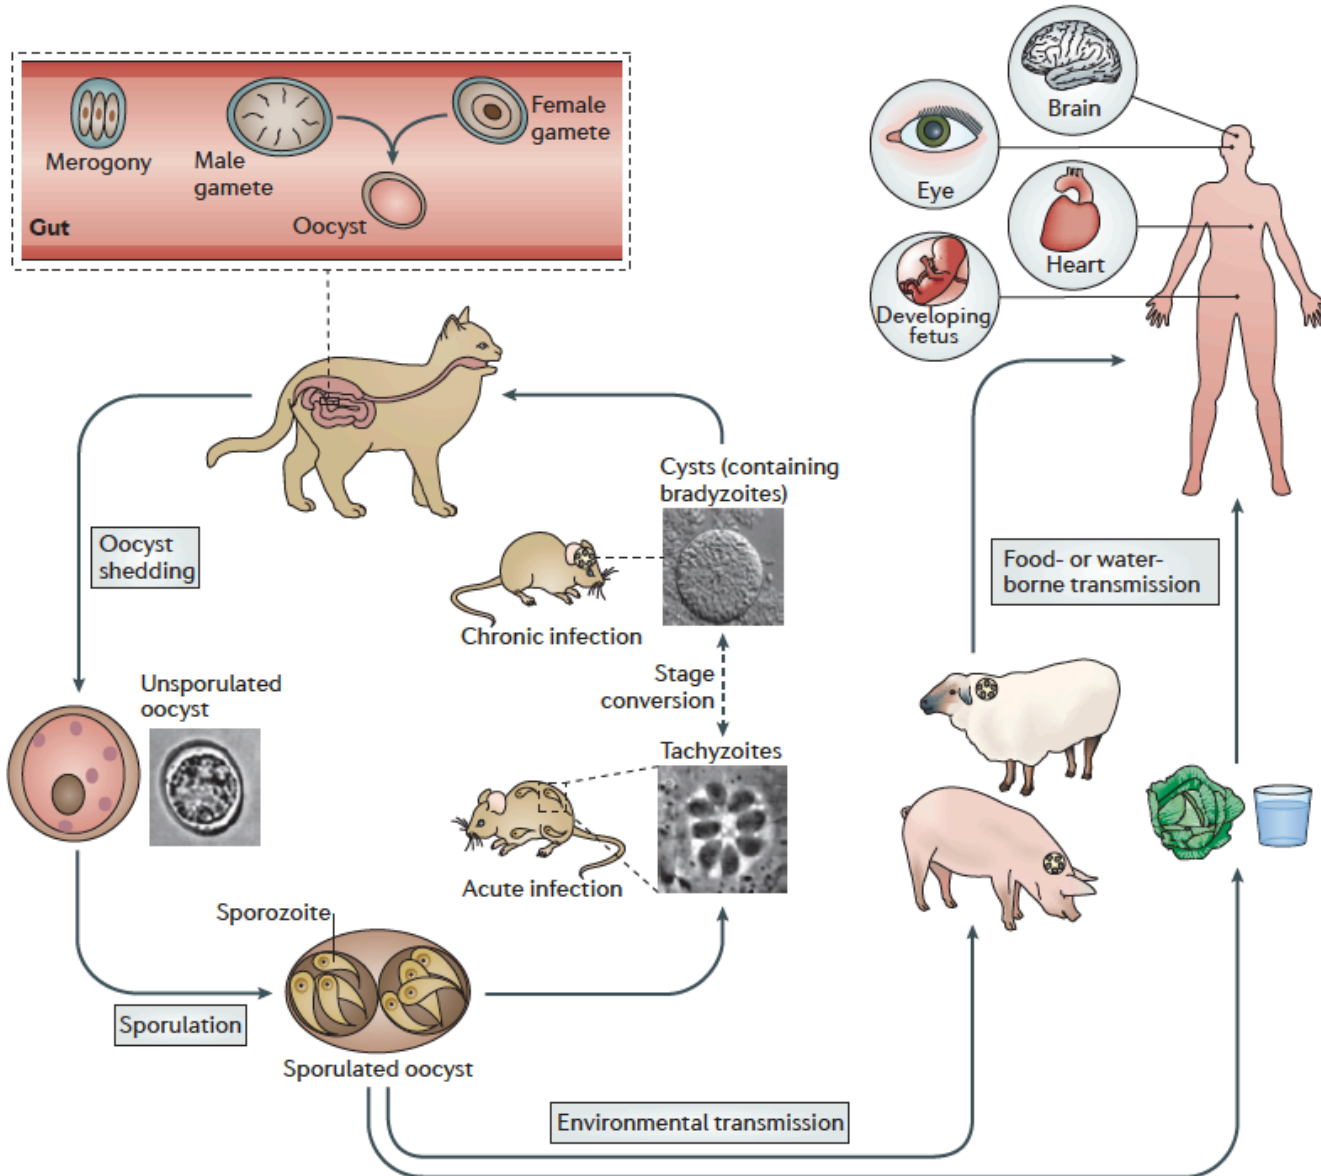 Merogony
Male
gamete
Female
gamete
Oocyst
Gut
Brain
Eye
Heart
Developing
fetus
Oocyst
shedding
Cysts (containing
bradyzoites)
Chronic infection
Stage
conversion
Tachyzoites
Acute infection
Unsporulated
oocyst
Sporozoite
Sporulation
Sporulated oocyst
Food- or water-
borne transmission
Environmental transmission